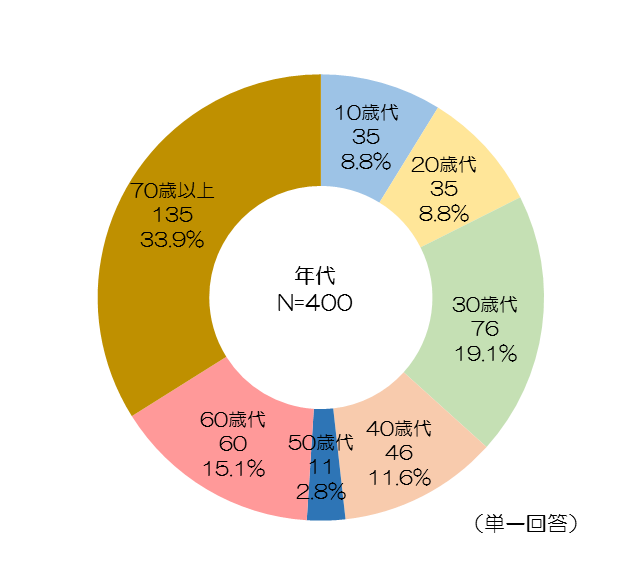 10歳代
35
8.8%
20歳代
35
8.8%
30歳代
76
19.1%
40歳代
46
11.6%
50歳代
11
2.8%
60歳代
60
15.1%
70歳以上
135
33.9%
年代
N=400
（単一回答）